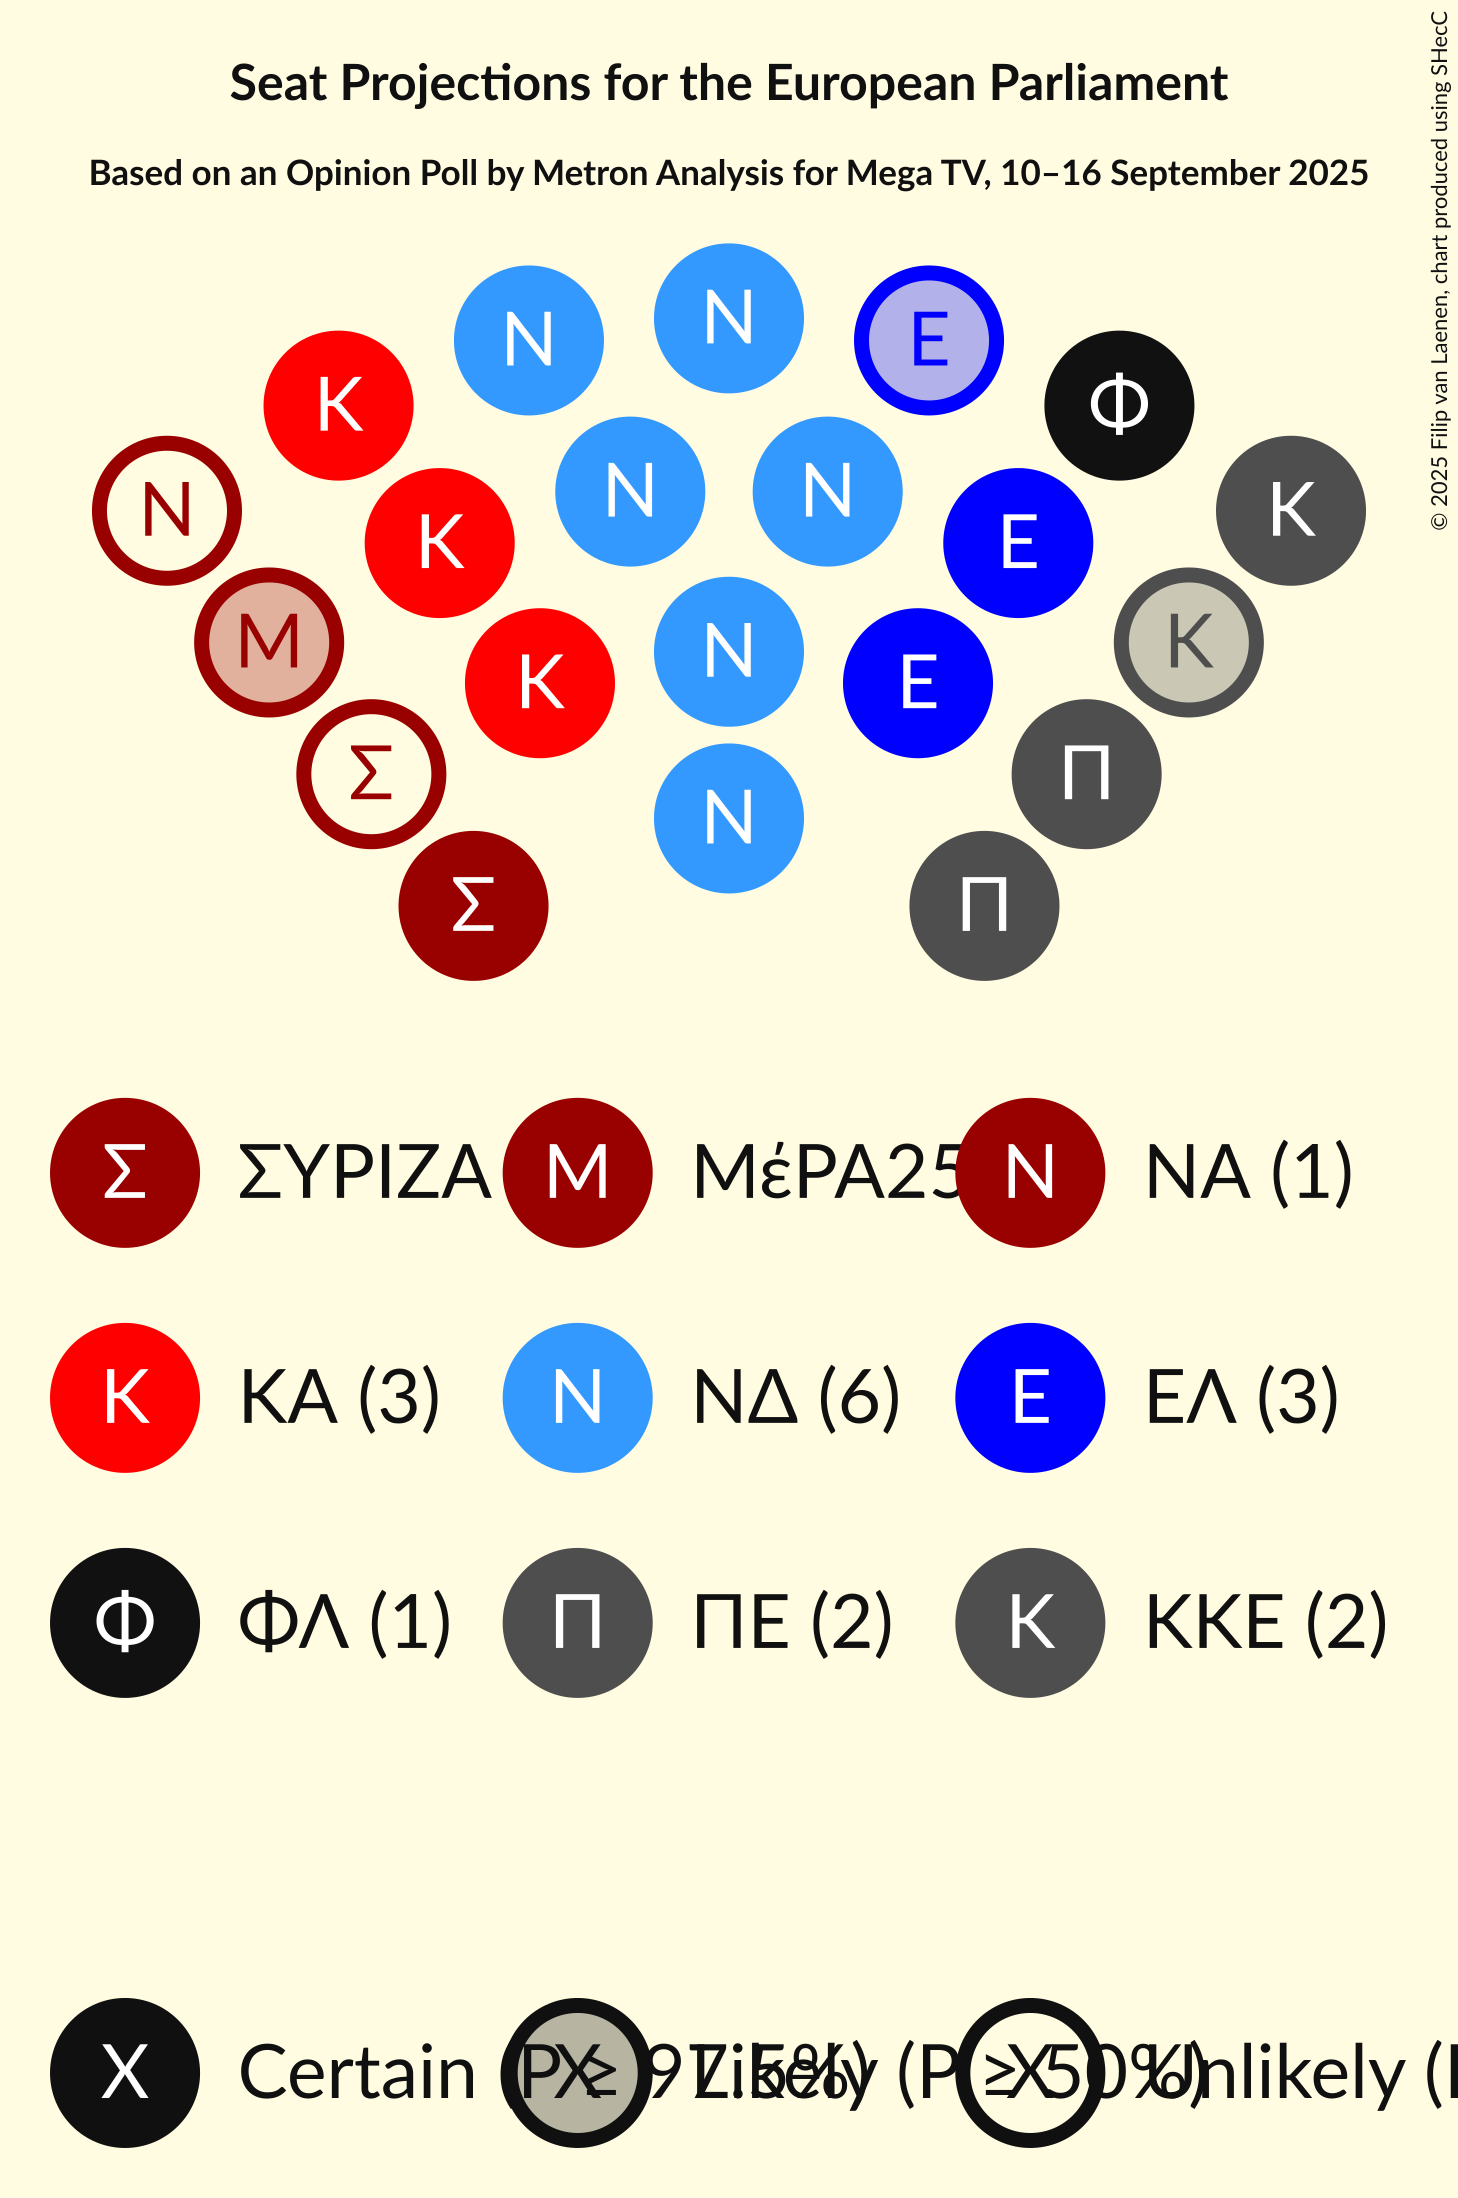 Seat Projections for the European Parliament
Based on an Opinion Poll by Metron Analysis for Mega TV, 10–16 September 2025
© 2025 Filip van Laenen, chart produced using SHecC
Ν Ν Ε
Κ Φ
Ν Κ Ν Ν Ε Κ
Μ Κ Ν Ε Κ
Σ Ν Π
Σ Π
Σ ΣΥΡΙΖΑ Μ ΜέΡΑ25 Ν ΝΑ (1)
Κ ΚΑ (3) Ν ΝΔ (6) Ε ΕΛ (3)
Φ ΦΛ (1) Π ΠΕ (2) Κ ΚΚΕ (2)
X Certain (P ≥ 97.5%) X Likely (P ≥ 50%) X Unlikely (